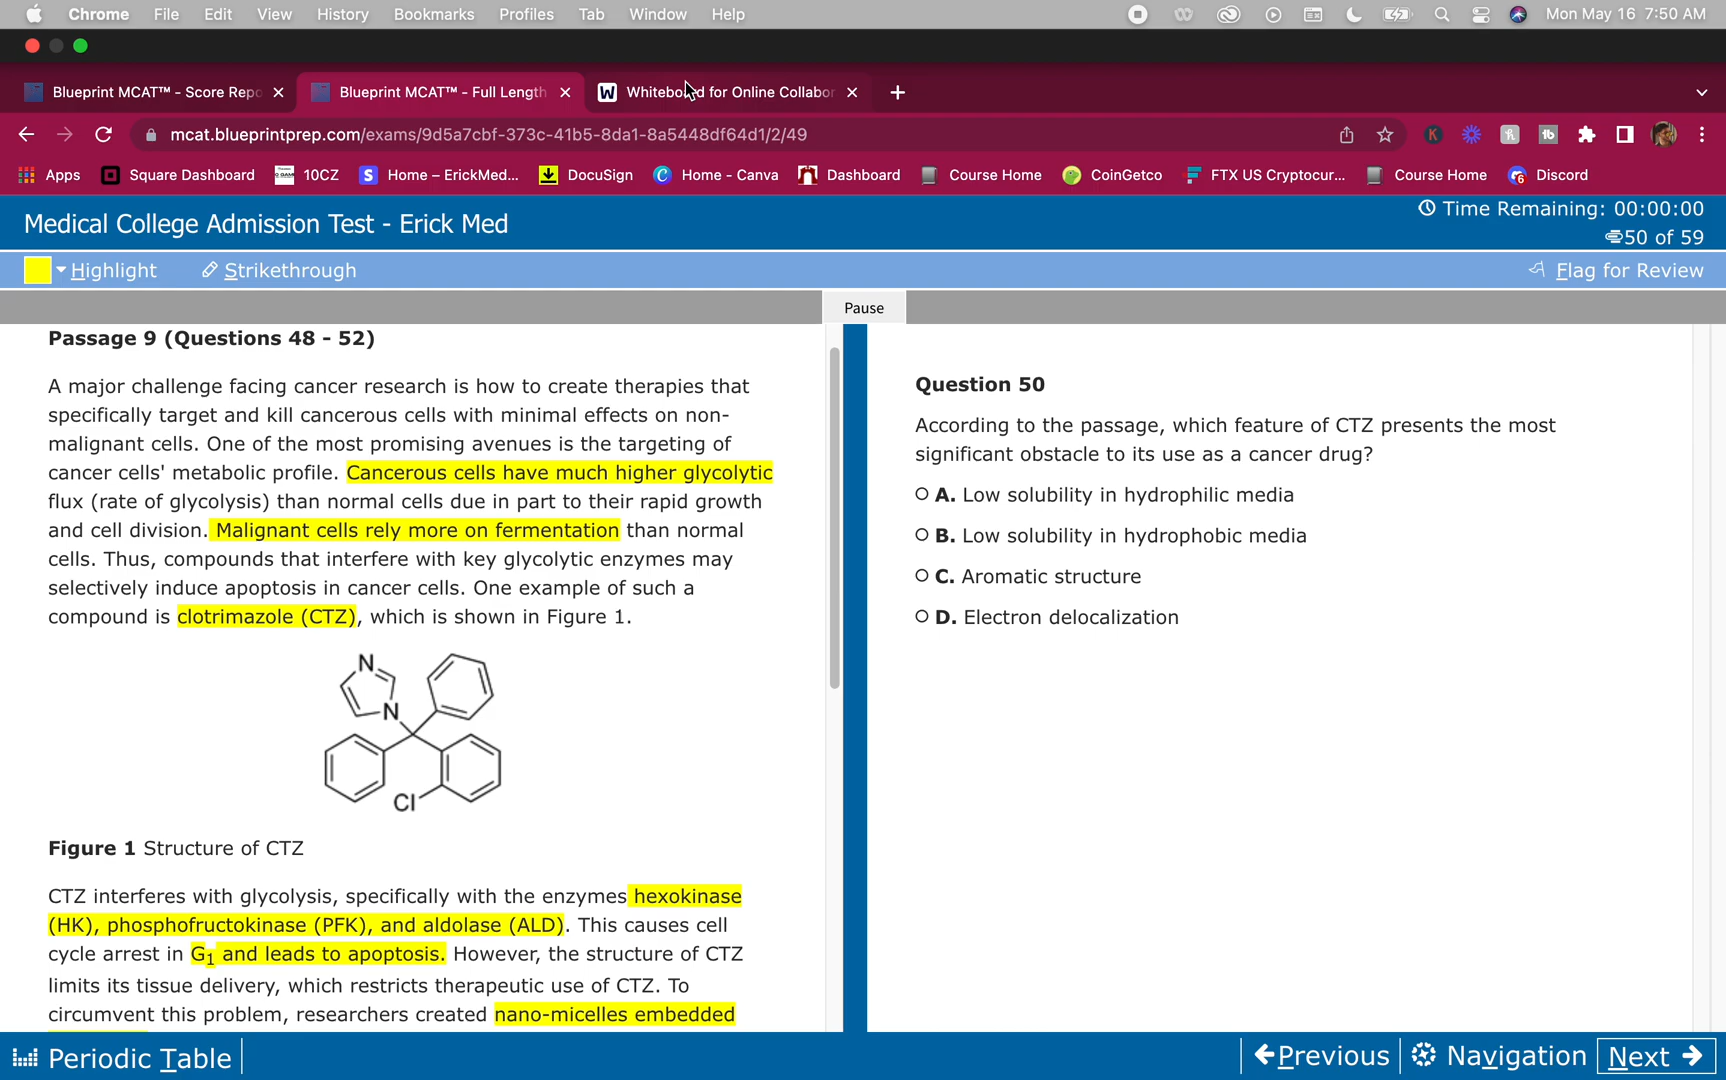 Chrome File Edit View History Bookmarks Profiles Tab Window Help Mon May 16 7:50 AM
Blueprint MCAT™ - Score Repo Blueprint MCAT™ - Full Length W Whiteboard for Online Collabor
mcat.blueprintprep.com/exams/9d5a7cbf-373c-41b5-8da1-8a5448df64d1/2/49
Apps Square Dashboard 10CZ Home – ErickMed... DocuSign Home - Canva Dashboard Course Home CoinGetco FTX US Cryptocur... Course Home Discord
Medical College Admission Test - Erick Med
Time Remaining: 00:00:00
50 of 59
Highlight Strikethrough Flag for Review
Pause
Passage 9 (Questions 48 - 52)
A major challenge facing cancer research is how to create therapies that
specifically target and kill cancerous cells with minimal effects on non-
malignant cells. One of the most promising avenues is the targeting of
cancer cells' metabolic profile. Cancerous cells have much higher glycolytic
flux (rate of glycolysis) than normal cells due in part to their rapid growth
and cell division. Malignant cells rely more on fermentation than normal
cells. Thus, compounds that interfere with key glycolytic enzymes may
selectively induce apoptosis in cancer cells. One example of such a
compound is clotrimazole (CTZ), which is shown in Figure 1.
N
N
Cl
Figure 1 Structure of CTZ
CTZ interferes with glycolysis, specifically with the enzymes hexokinase
(HK), phosphofructokinase (PFK), and aldolase (ALD). This causes cell
cycle arrest in G1 and leads to apoptosis. However, the structure of CTZ
limits its tissue delivery, which restricts therapeutic use of CTZ. To
circumvent this problem, researchers created nano-micelles embedded
Question 50
According to the passage, which feature of CTZ presents the most
significant obstacle to its use as a cancer drug?
A. Low solubility in hydrophilic media
B. Low solubility in hydrophobic media
C. Aromatic structure
D. Electron delocalization
Periodic Table Previous Navigation Next